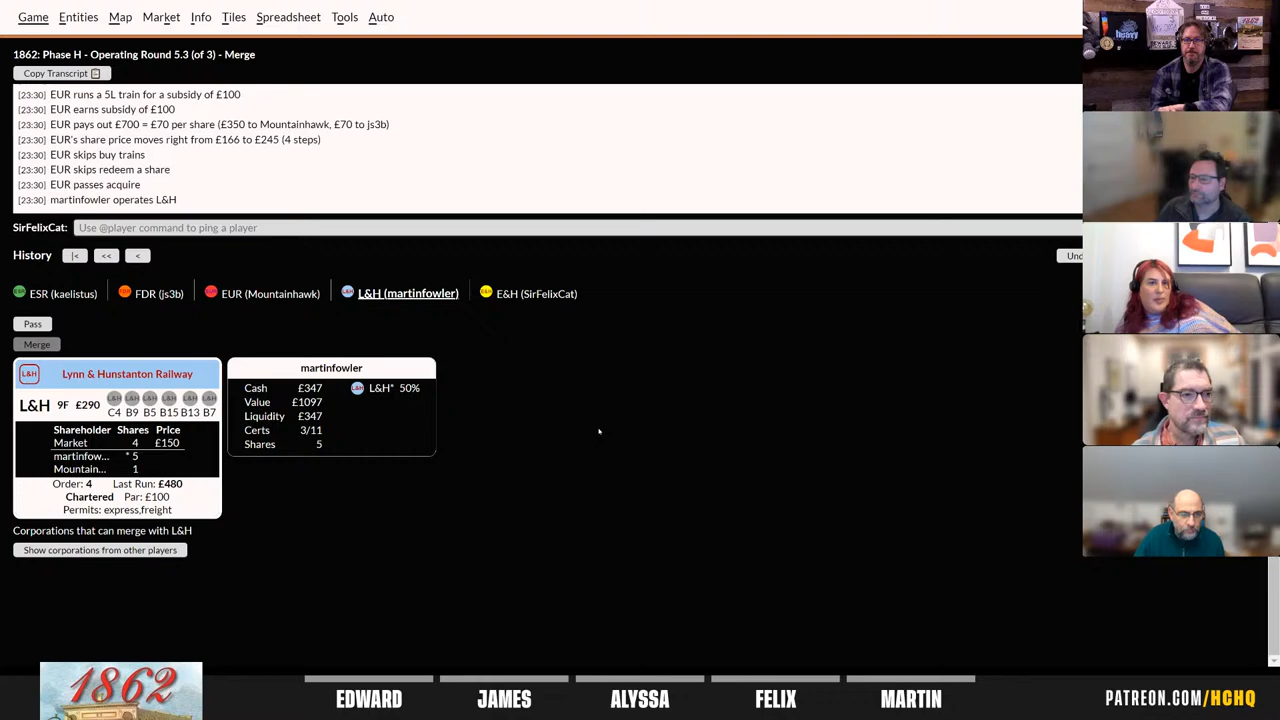 Game Entities Map Market Info Tiles Spreadsheet Tools Auto
1862: Phase H - Operating Round 5.3 (of 3) - Merge
Copy Transcript
[23:30] EUR runs a 5L train for a subsidy of £100
[23:30] EUR earns subsidy of £100
[23:30] EUR pays out £700 = £70 per share (£350 to Mountainhawk, £70 to js3b)
[23:30] EUR's share price moves right from £166 to £245 (4 steps)
[23:30] EUR skips buy trains
[23:30] EUR skips redeem a share
[23:30] EUR passes acquire
[23:30] martinfowler operates L&H
SirFelixCat: Use @player command to ping a player
History |< << < Und
ESR (kaelistus) FDR (js3b) EUR (Mountainhawk) L&H (martinfowler) E&H (SirFelixCat)
Pass
Merge
L&H Lynn & Hunstanton Railway
L&H 9F £290
C4 B9 B5 B15 B13 B7
Shareholder Shares Price
Market 4 £150
martinfow... * 5
Mountain... 1
Order: 4 Last Run: £480
Chartered Par: £100
Permits: express,freight
martinfowler
Cash £347 L&H* 50%
Value £1097
Liquidity £347
Certs 3/11
Shares 5
Corporations that can merge with L&H
Show corporations from other players
1862
EDWARD JAMES ALYSSA FELIX MARTIN
PATREON.COM/HCHQ